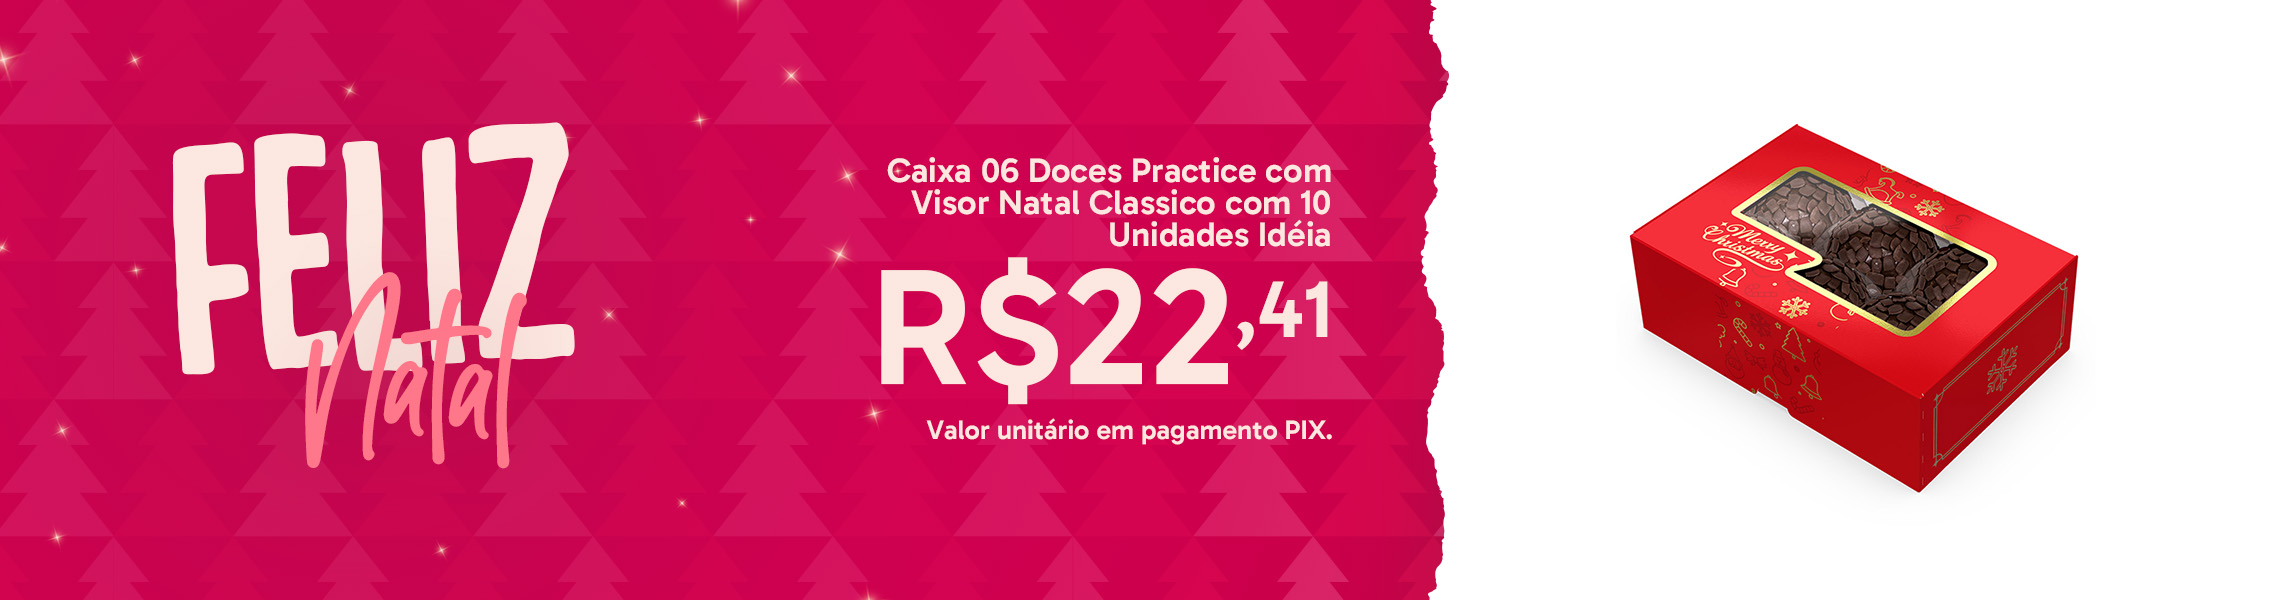 FELIZ
Natal
Caixa 06 Doces Practice com
Visor Natal Classico com 10
Unidades Idéia
R$22,41
Valor unitário em pagamento PIX.
Merry
Christmas